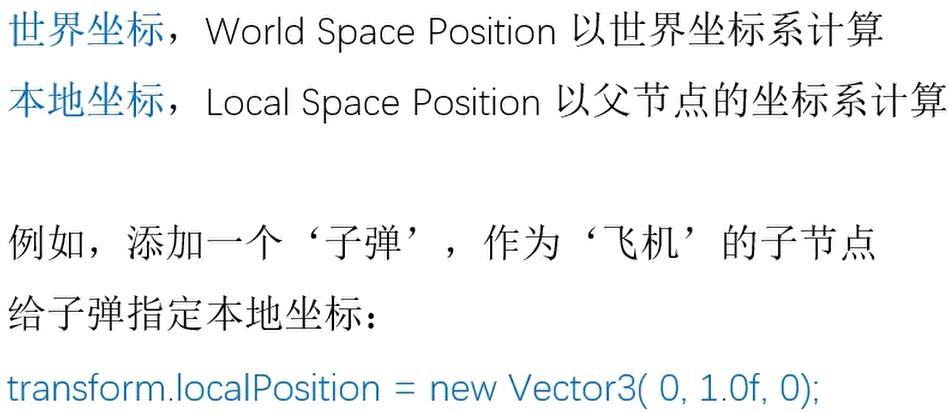 世界坐标，World Space Position 以世界坐标系计算
本地坐标，Local Space Position 以父节点的坐标系计算
例如，添加一个‘子弹’，作为‘飞机’的子节点
给子弹指定本地坐标：
transform.localPosition = new Vector3( 0, 1.0f, 0);